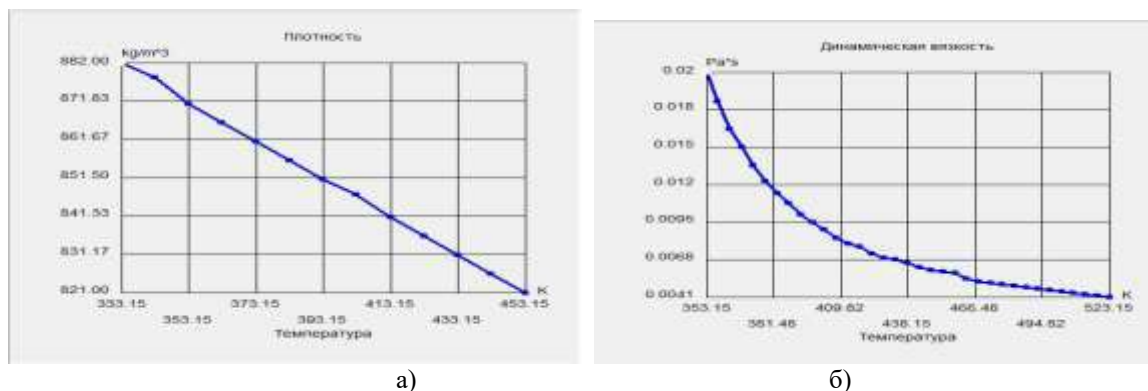 Плотность
kg/m^3
882.00
871.83
861.67
851.50
841.53
831.17
821.00
K
333.15 373.15 413.15 453.15
353.15 393.15 433.15
Температура
а)
Динамическая вязкость
Pa*s
0.02
0.018
0.015
0.012
0.0095
0.0068
0.0041
K
353.15 409.82 466.48 523.15
381.48 438.15 494.82
Температура
б)